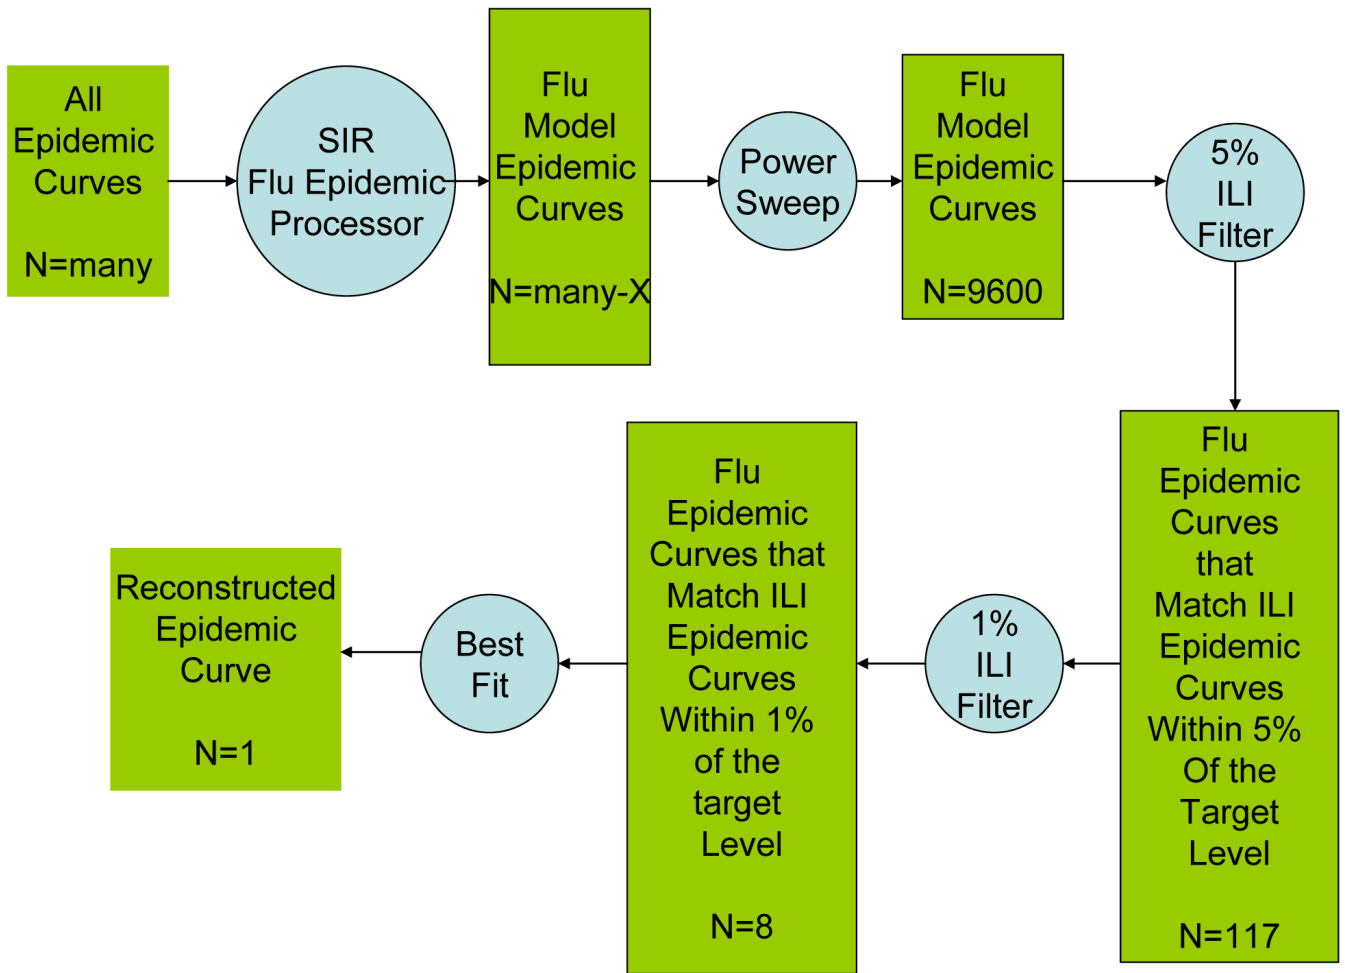 All
Epidemic
Curves
N=many
SIR
Flu Epidemic
Processor
Flu
Model
Epidemic
Curves
N=many-X
Power
Sweep
Flu
Model
Epidemic
Curves
N=9600
5%
ILI
Filter
Flu
Epidemic
Curves
that
Match ILI
Epidemic
Curves
Within 5%
Of the
Target
Level
N=117
1%
ILI
Filter
Flu
Epidemic
Curves that
Match ILI
Epidemic
Curves
Within 1%
of the
target
Level
N=8
Best
Fit
Reconstructed
Epidemic
Curve
N=1